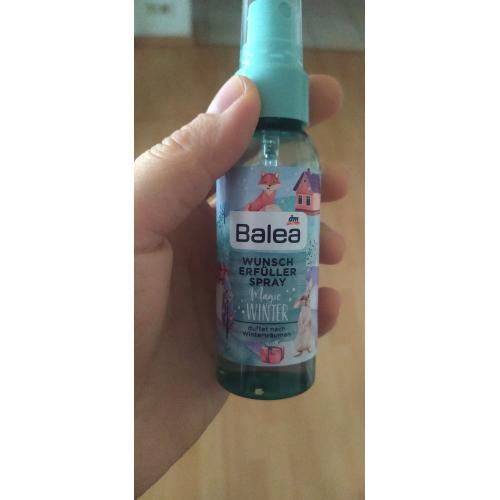 dm
Balea
WUNSCH
ERFÜLLER
SPRAY
Magic
WINTER
duftet nach
Winterträumen